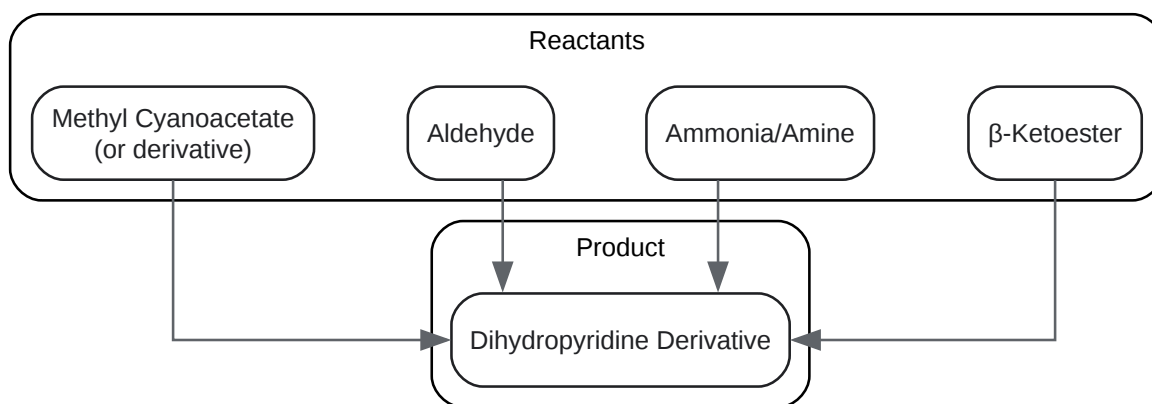 Reactants
Methyl Cyanoacetate
(or derivative)
Aldehyde
Ammonia/Amine
β-Ketoester
Product
Dihydropyridine Derivative